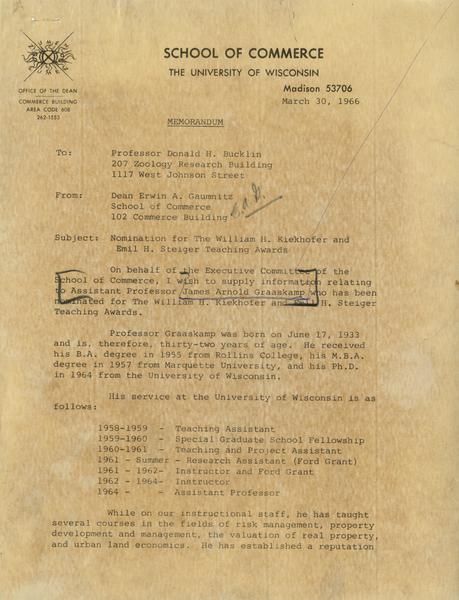 SCHOOL OF COMMERCE
THE UNIVERSITY OF WISCONSIN
Madison 53706
March 30, 1966
OFFICE OF THE DEAN
COMMERCE BUILDING
AREA CODE 608
262-1553
MEMORANDUM
To: Professor Donald H. Bucklin
207 Zoology Research Building
1117 West Johnson Street
From: Dean Erwin A. Gaumnitz
School of Commerce
102 Commerce Building
Subject: Nomination for The William H. Kiekhofer and
Emil H. Steiger Teaching Awards
On behalf of the Executive Committee of the
School of Commerce, I wish to supply information relating
to Assistant Professor James Arnold Graaskamp who has been
nominated for The William H. Kiekhofer and Emil H. Steiger
Teaching Awards.
Professor Graaskamp was born on June 17, 1933
and is, therefore, thirty-two years of age. He received
his B.A. degree in 1955 from Rollins College, his M.B.A.
degree in 1957 from Marquette University, and his Ph.D.
in 1964 from the University of Wisconsin.
His service at the University of Wisconsin is as
follows:
1958-1959 - Teaching Assistant
1959-1960 - Special Graduate School Fellowship
1960-1961 - Teaching and Project Assistant
1961 - Summer - Research Assistant (Ford Grant)
1961 - 1962- Instructor and Ford Grant
1962 - 1964- Instructor
1964 - - Assistant Professor
While on our instructional staff, he has taught
several courses in the fields of risk management, property
development and management, the valuation of real property,
and urban land economics. He has established a reputation